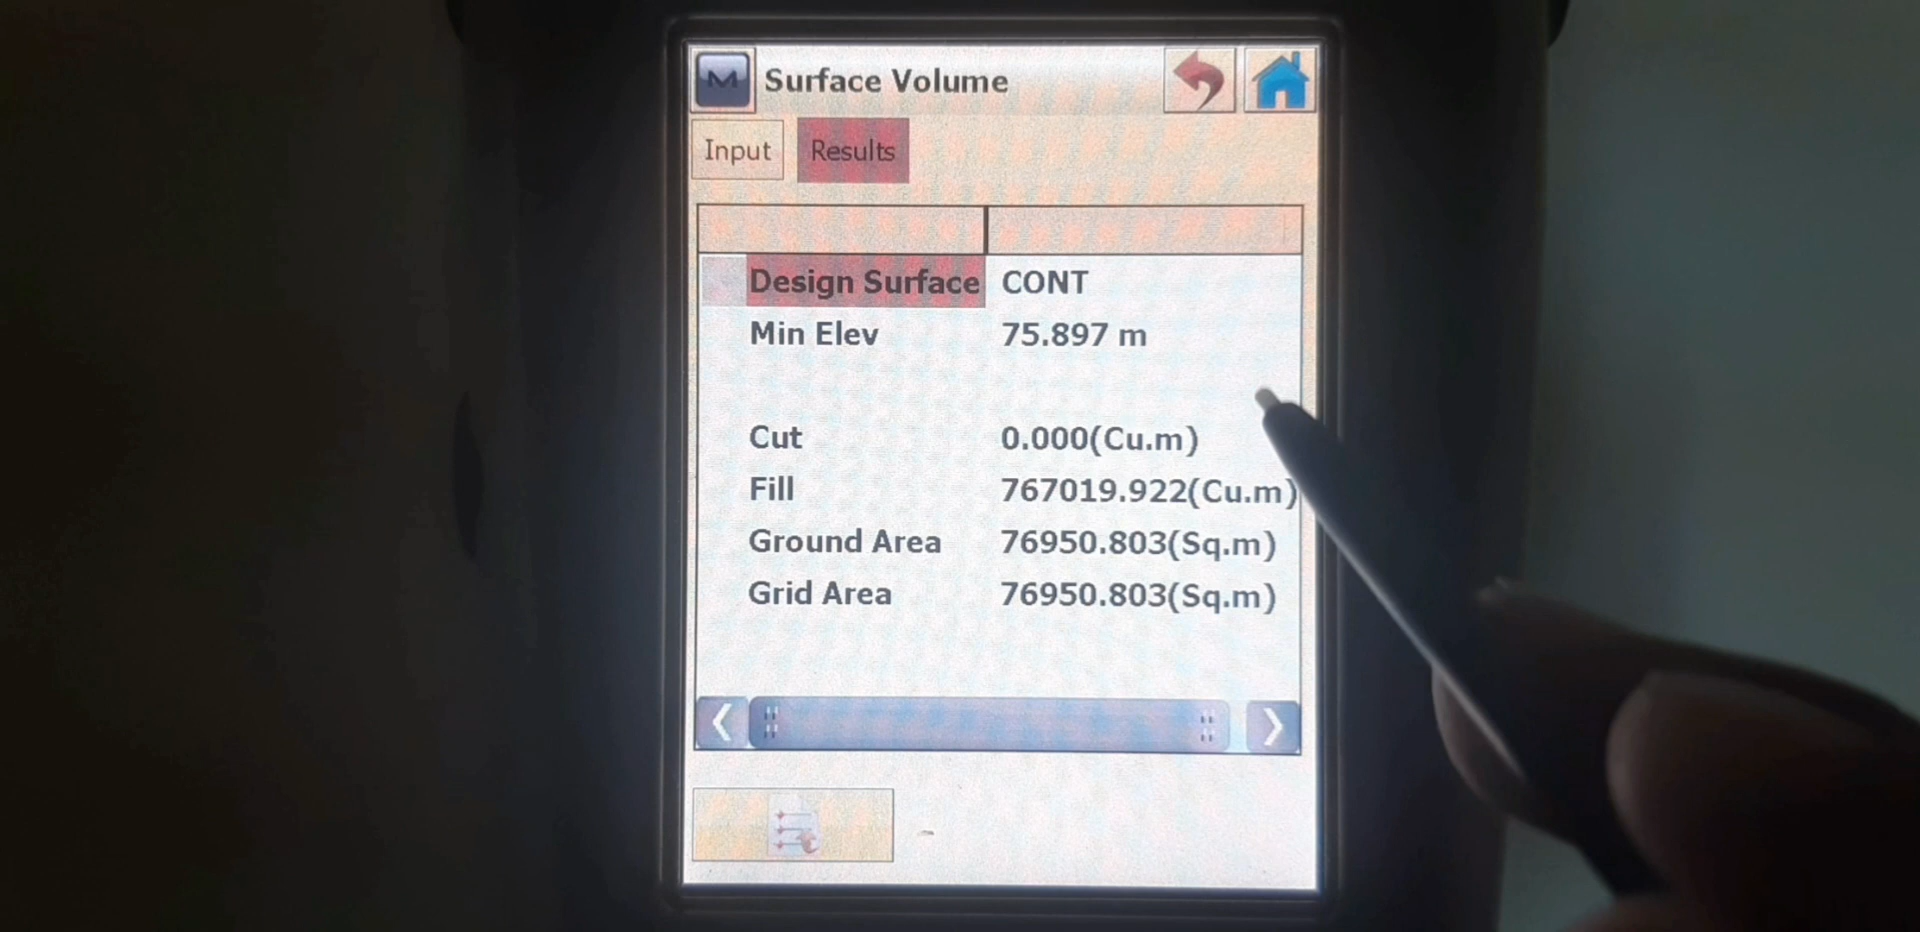 M Surface Volume
Input Results
Design Surface CONT
Min Elev 75.897 m
Cut 0.000(Cu.m)
Fill 767019.922(Cu.m)
Ground Area 76950.803(Sq.m)
Grid Area 76950.803(Sq.m)